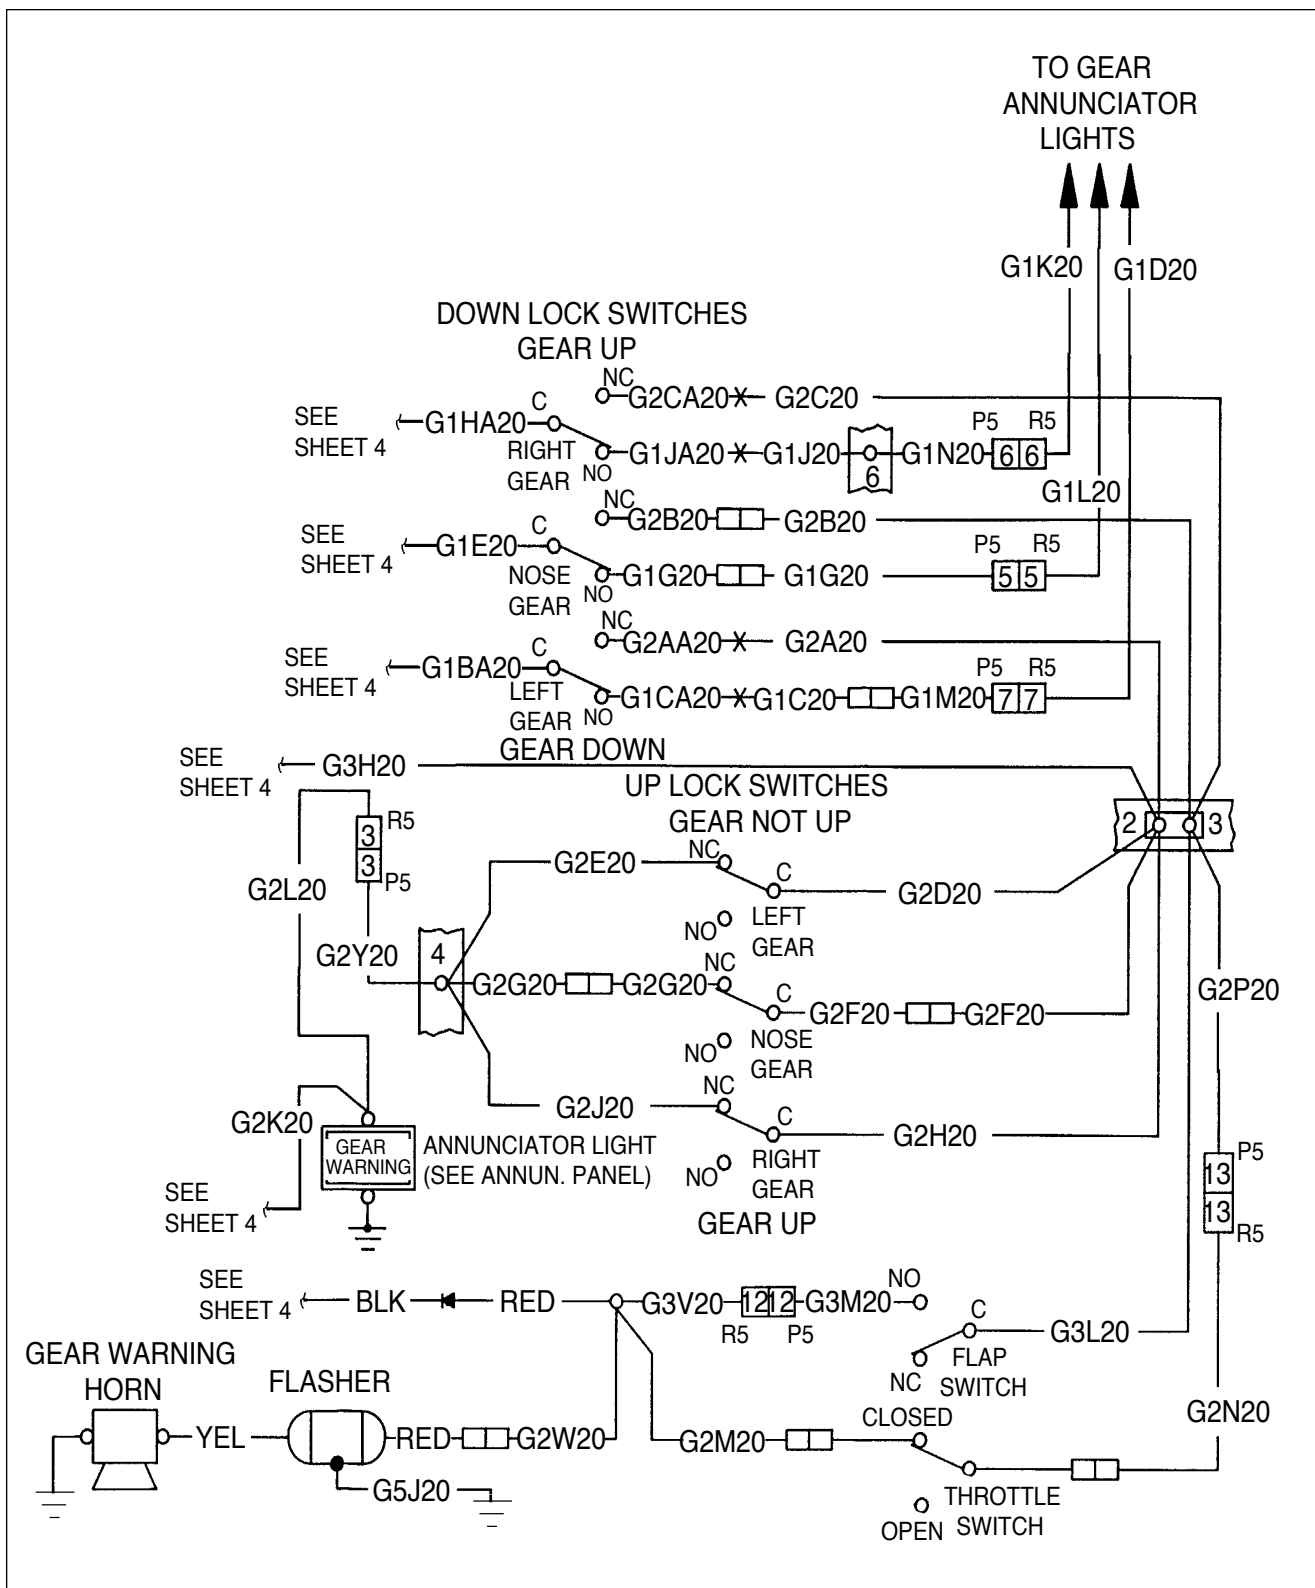 TO GEAR
ANNUNCIATOR
LIGHTS
G1K20
G1D20
DOWN LOCK SWITCHES
GEAR UP
NC
G2CA20 G2C20
SEE
SHEET 4
G1HA20
C
RIGHT
GEAR
NO
G1JA20 G1J20
6
G1N20
P5 R5
6 6
G1L20
NC
G2B20 G2B20
SEE
SHEET 4
G1E20
C
NOSE
GEAR
NO
G1G20 G1G20
P5 R5
5 5
NC
G2AA20 G2A20
SEE
SHEET 4
G1BA20
C
LEFT
GEAR
NO
G1CA20 G1C20 G1M20
P5 R5
7 7
GEAR DOWN
SEE
SHEET 4
G3H20
UP LOCK SWITCHES
GEAR NOT UP
2 3
R5
3
3
P5
G2L20
G2Y20
4
G2E20
NC
C
G2D20
NO
LEFT
GEAR
G2G20 G2G20
NC
C
G2F20 G2F20
NO
NOSE
GEAR
G2P20
G2J20
NC
C
G2H20
NO
RIGHT
GEAR
GEAR UP
G2K20
GEAR
WARNING
ANNUNCIATOR LIGHT
(SEE ANNUN. PANEL)
SEE
SHEET 4
P5
13
13
R5
SEE
SHEET 4
BLK RED
G3V20
12 12
R5 P5
G3M20
NO
C
G3L20
NC
FLAP
SWITCH
GEAR WARNING
HORN
FLASHER
YEL
RED
G2W20
G5J20
G2M20
CLOSED
G2N20
THROTTLE
SWITCH
OPEN